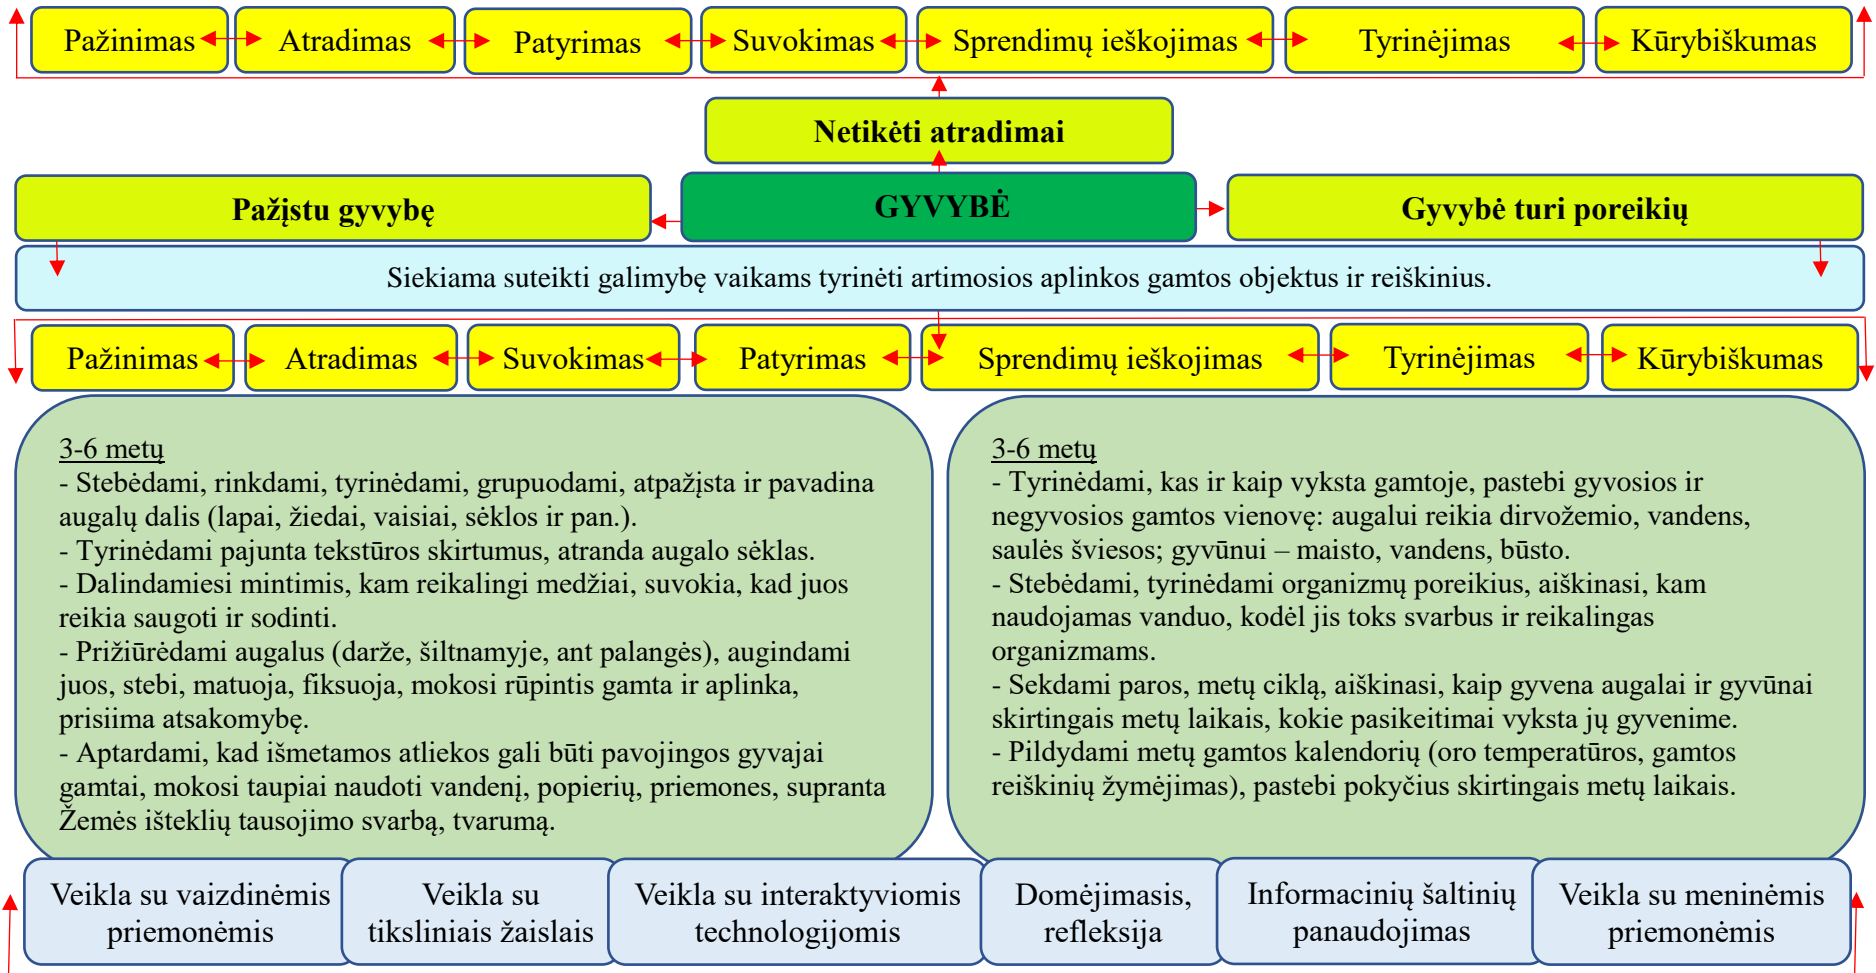 Pažinimas
Atradimas
Patyrimas
Suvokimas
Sprendimų ieškojimas
Tyrinėjimas
Kūrybiškumas
Netikėti atradimai
Pažįstu gyvybę
GYVYBĖ
Gyvybė turi poreikių
Siekiama suteikti galimybę vaikams tyrinėti artimosios aplinkos gamtos objektus ir reiškinius.
Pažinimas
Atradimas
Suvokimas
Patyrimas
Sprendimų ieškojimas
Tyrinėjimas
Kūrybiškumas
3-6 metų
- Stebėdami, rinkdami, tyrinėdami, grupuodami, atpažįsta ir pavadina
augalų dalis (lapai, žiedai, vaisiai, sėklos ir pan.).
- Tyrinėdami pajunta tekstūros skirtumus, atranda augalo sėklas.
- Dalindamiesi mintimis, kam reikalingi medžiai, suvokia, kad juos
reikia saugoti ir sodinti.
- Prižiūrėdami augalus (darže, šiltnamyje, ant palangės), augindami
juos, stebi, matuoja, fiksuoja, mokosi rūpintis gamta ir aplinka,
prisiima atsakomybę.
- Aptardami, kad išmetamos atliekos gali būti pavojingos gyvajai
gamtai, mokosi taupiai naudoti vandenį, popierių, priemones, supranta
Žemės išteklių tausojimo svarbą, tvarumą.
3-6 metų
- Tyrinėdami, kas ir kaip vyksta gamtoje, pastebi gyvosios ir
negyvosios gamtos vienovę: augalui reikia dirvožemio, vandens,
saulės šviesos; gyvūnui – maisto, vandens, būsto.
- Stebėdami, tyrinėdami organizmų poreikius, aiškinasi, kam
naudojamas vanduo, kodėl jis toks svarbus ir reikalingas
organizmams.
- Sekdami paros, metų ciklą, aiškinasi, kaip gyvena augalai ir gyvūnai
skirtingais metų laikais, kokie pasikeitimai vyksta jų gyvenime.
- Pildydami metų gamtos kalendorių (oro temperatūros, gamtos
reiškinių žymėjimas), pastebi pokyčius skirtingais metų laikais.
Veikla su vaizdinėmis
priemonėmis
Veikla su
tiksliniais žaislais
Veikla su interaktyviomis
technologijomis
Domėjimasis,
refleksija
Informacinių šaltinių
panaudojimas
Veikla su meninėmis
priemonėmis